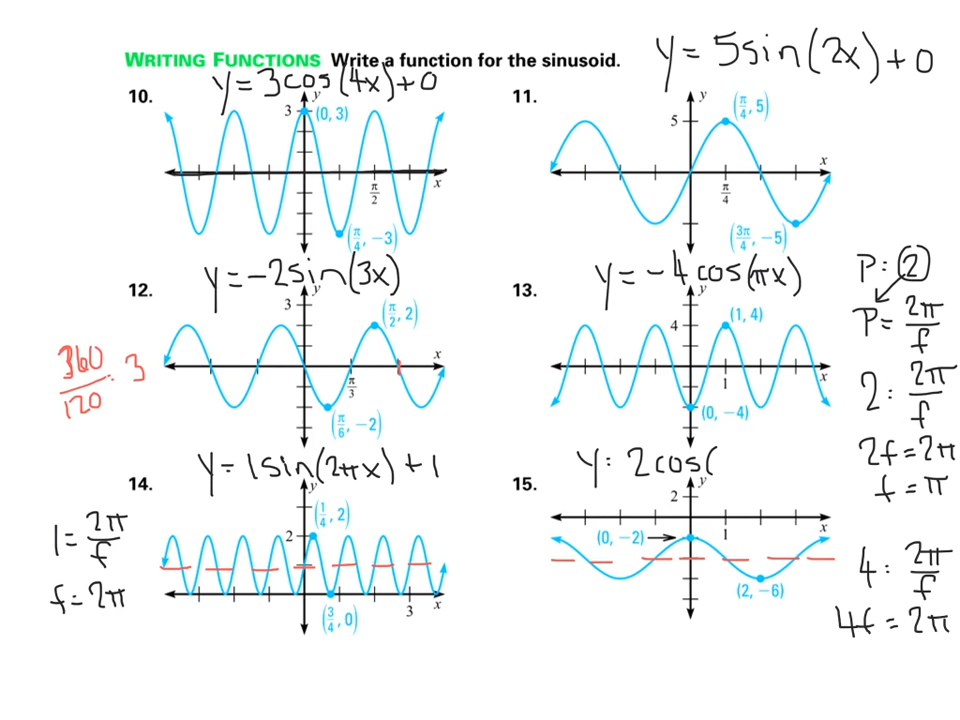 WRITING FUNCTIONS Write a function for the sinusoid.
y = 5sin(2x)+0
10.
y = 3cos(4x)+0
y
3
(0, 3)
x
π/2
(π/4, −3)
11.
y
5
(π/4, 5)
x
π/4
(3π/4, −5)
12.
y = -2sin(3x)
y
3
(π/2, 2)
x
π/3
(π/6, −2)
360/120 : 3
13.
y = -4cos(πx)
y
4
(1, 4)
x
1
(0, −4)
P: 2
P = 2π/f
2 : 2π/f
2f = 2π
f = π
14.
y = 1sin(2πx) + 1
y
2
(1/4, 2)
(3/4, 0)
3
x
1 = 2π/f
f = 2π
15.
y: 2cos(
y
2
x
(0, −2)
1
(2, −6)
4 : 2π/f
4f = 2π